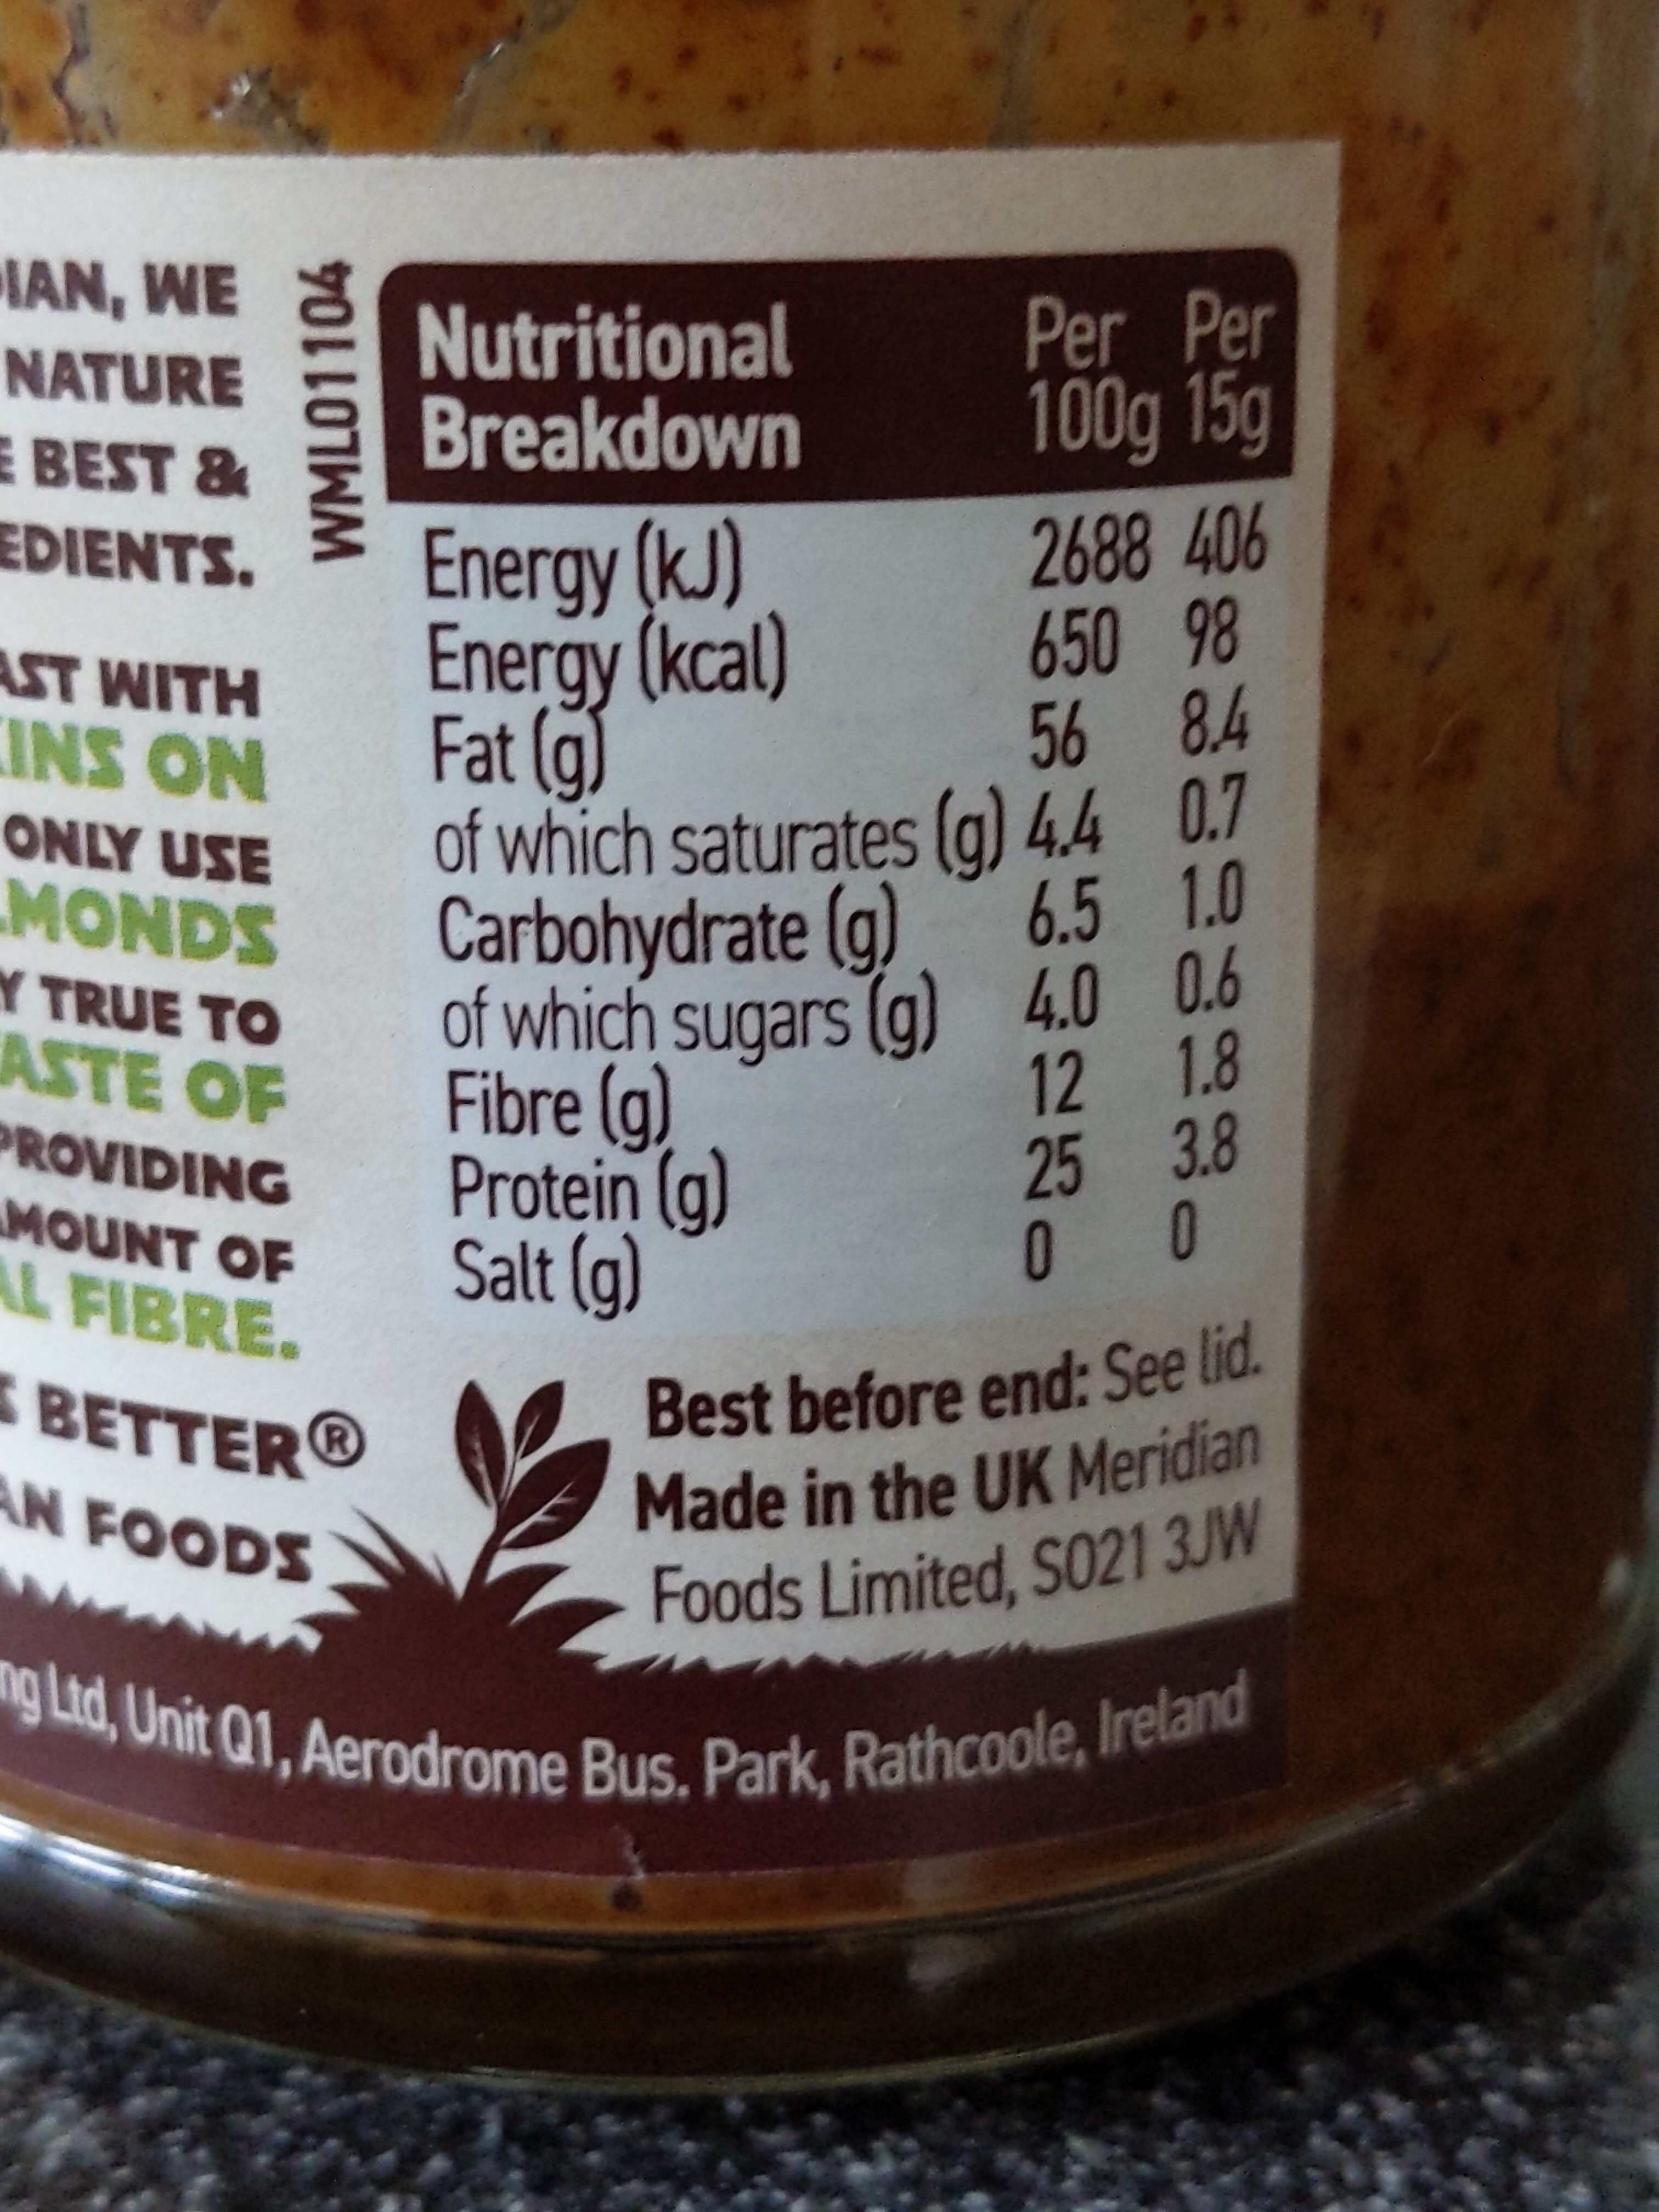 IAN, WE
NATURE
BEST &
EDIENTS.
AST WITH
INS ON
ONLY USE
MONDS
Y TRUE TO
ASTE OF
PROVIDING
MOUNT OF
AL FIBRE.
S BETTER®
AN FOODS
WML011104
Nutritional Breakdown Per 100g Per 15g
Energy (kJ) 2688 406
Energy (kcal) 650 98
Fat (g) 56 8.4
of which saturates (g) 4.4 0.7
Carbohydrate (g) 6.5 1.0
of which sugars (g) 4.0 0.6
Fibre (g) 12 1.8
Protein (g) 25 3.8
Salt (g) 0 0
Best before end: See lid.
Made in the UK Meridian
Foods Limited, SO21 3JW
ng Ltd, Unit Q1, Aerodrome Bus. Park, Rathcoole, Ireland